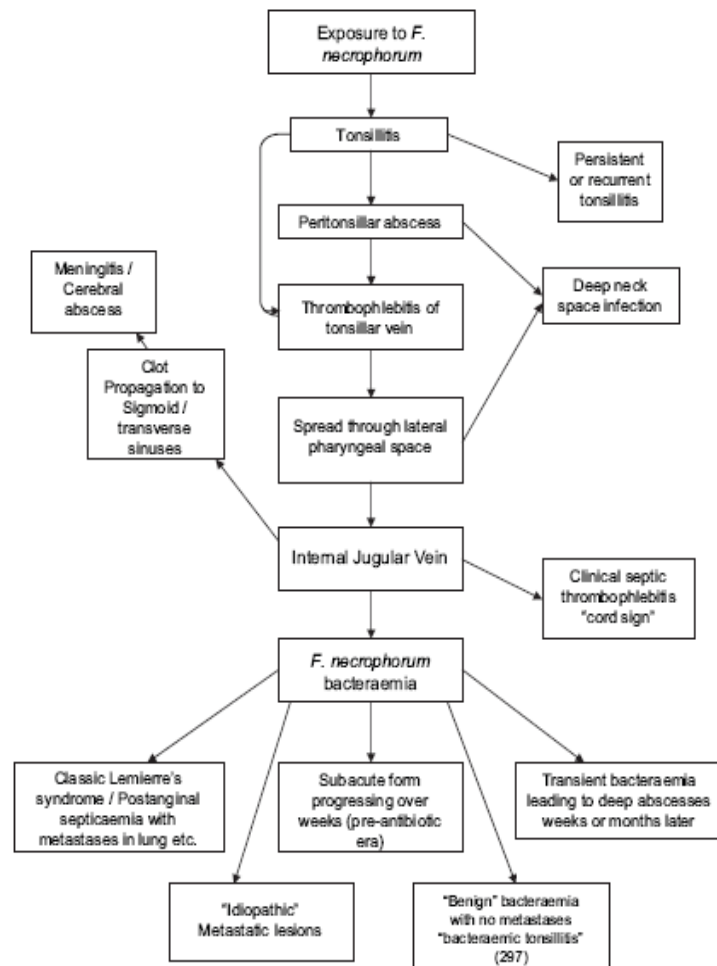 Exposure to F.
necrophorum
Tonsillitis
Persistent
or recurrent
tonsillitis
Peritonsillar abscess
Meningitis /
Cerebral
abscess
Thrombophlebitis of
tonsillar vein
Deep neck
space infection
Clot
Propagation to
Sigmoid /
transverse
sinuses
Spread through lateral
pharyngeal space
Internal Jugular Vein
Clinical septic
thrombophlebitis
"cord sign"
F. necrophorum
bacteraemia
Classic Lemierre's
syndrome / Postanginal
septicaemia with
metastases in lung etc.
Subacute form
progressing over
weeks (pre-antibiotic
era)
Transient bacteraemia
leading to deep abscesses
weeks or months later
"Idiopathic"
Metastatic lesions
"Benign" bacteraemia
with no metastases
"bacteraemic tonsillitis"
(297)